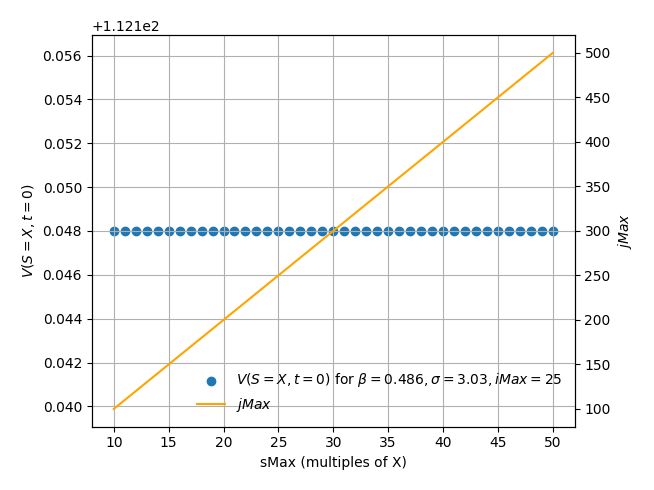 +1.121e2
0.056
0.054
0.052
0.050
0.048
0.046
0.044
0.042
0.040
V(S = X, t = 0)
500
450
400
350
300
250
200
150
100
jMax
V(S = X, t = 0) for β = 0.486, σ = 3.03, iMax = 25
jMax
10 15 20 25 30 35 40 45 50
sMax (multiples of X)